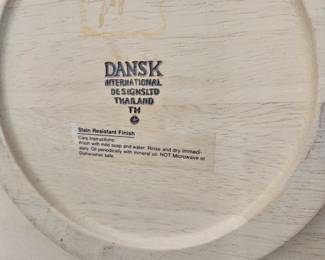 DANSK
INTERNATIONAL
DESIGNS LTD
THAILAND
TH
©
Stain Resistant Finish
Care Instructions:
Wash with mild soap and water. Rinse and dry immedi-
ately. Oil periodically with mineral oil. NOT Microwave or
Dishwasher safe.